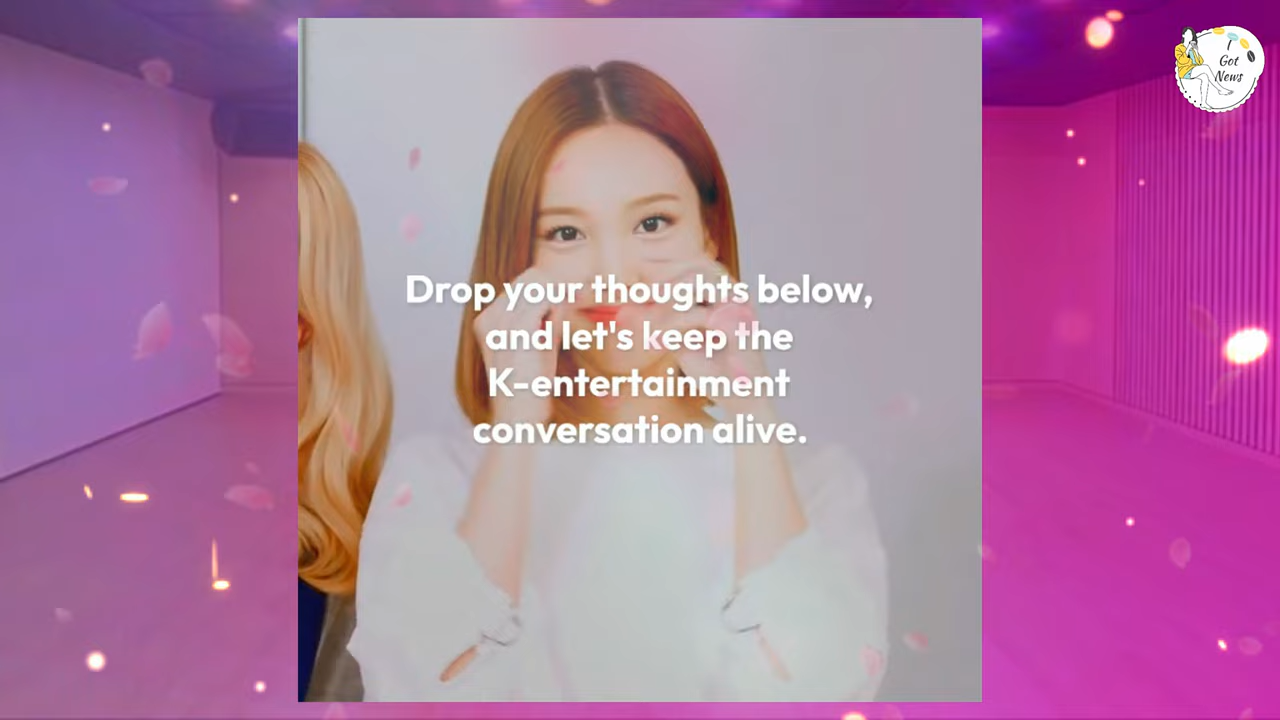 I
Got
News
Drop your thoughts below,
and let's keep the
K-entertainment
conversation alive.